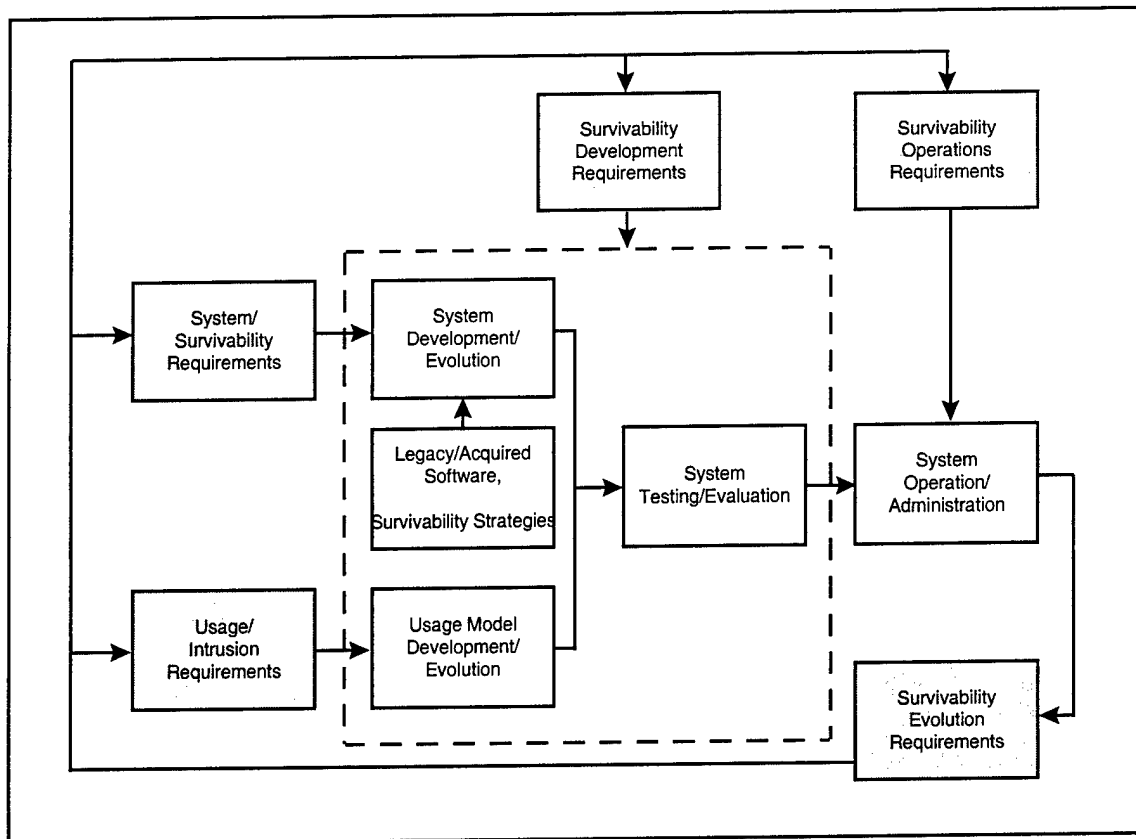 Survivability
Development
Requirements
Survivability
Operations
Requirements
System/
Survivability
Requirements
System
Development/
Evolution
Legacy/Acquired
Software,
Survivability Strategies
System
Testing/Evaluation
System
Operation/
Administration
Usage/
Intrusion
Requirements
Usage Model
Development/
Evolution
Survivability
Evolution
Requirements